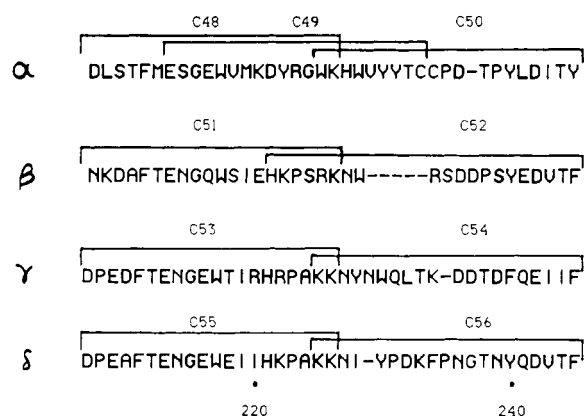 C48 C49 C50
α DLSTFMESGEWVMKDYRGWKHWVYYTCCPD-TPYLDITY
C51 C52
β NKDAFTENGQWSIEHKPSRKNW-----RSDDPSYEDVTF
C53 C54
γ DPEDFTENGEWTIRHRPAKKNYNWQLTK-DDTDFQEIIF
C55 C56
δ DPEAFTENGEWEIIHKPAKKNI-YPDKFPNGTNYQDVTF
220 240